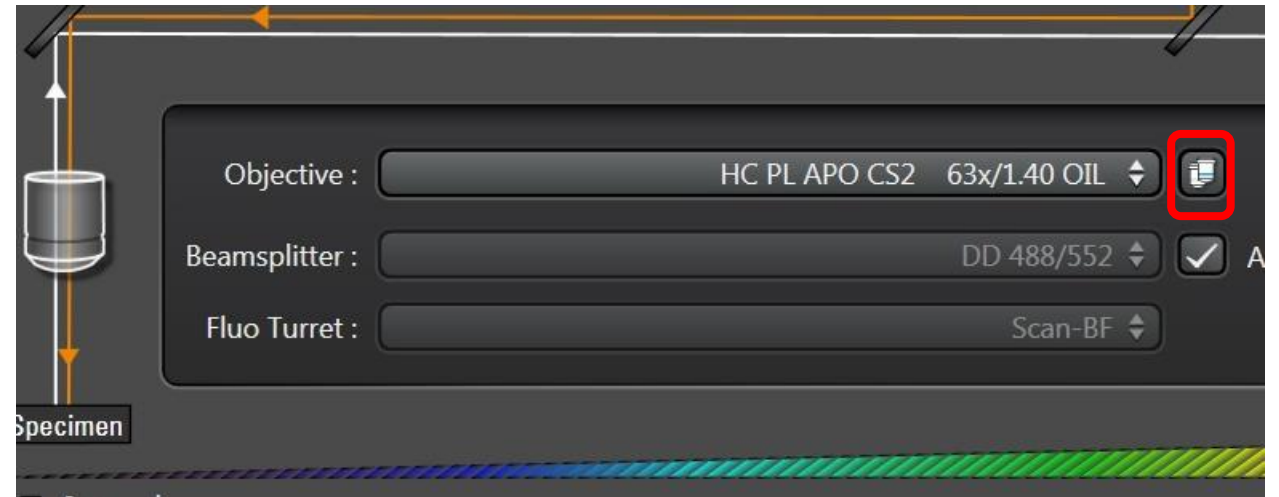 Objective : HC PL APO CS2 63x/1.40 OIL
Beamsplitter : DD 488/552 A
Fluo Turret : Scan-BF
Specimen